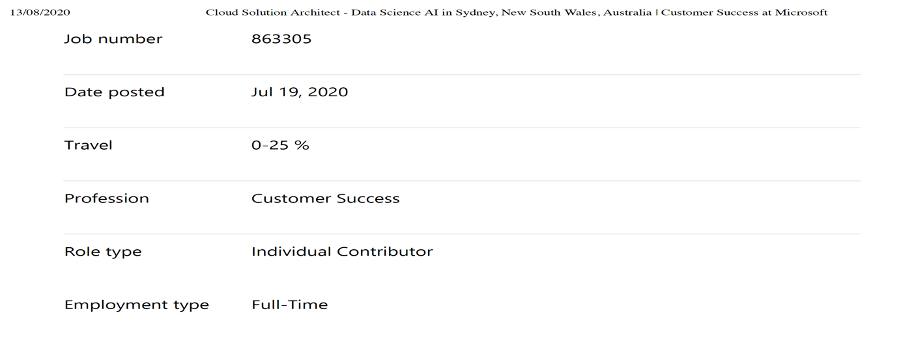 13/08/2020 Cloud Solution Architect - Data Science AI in Sydney, New South Wales, Australia | Customer Success at Microsoft
Job number 863305
Date posted Jul 19, 2020
Travel 0-25 %
Profession Customer Success
Role type Individual Contributor
Employment type Full-Time